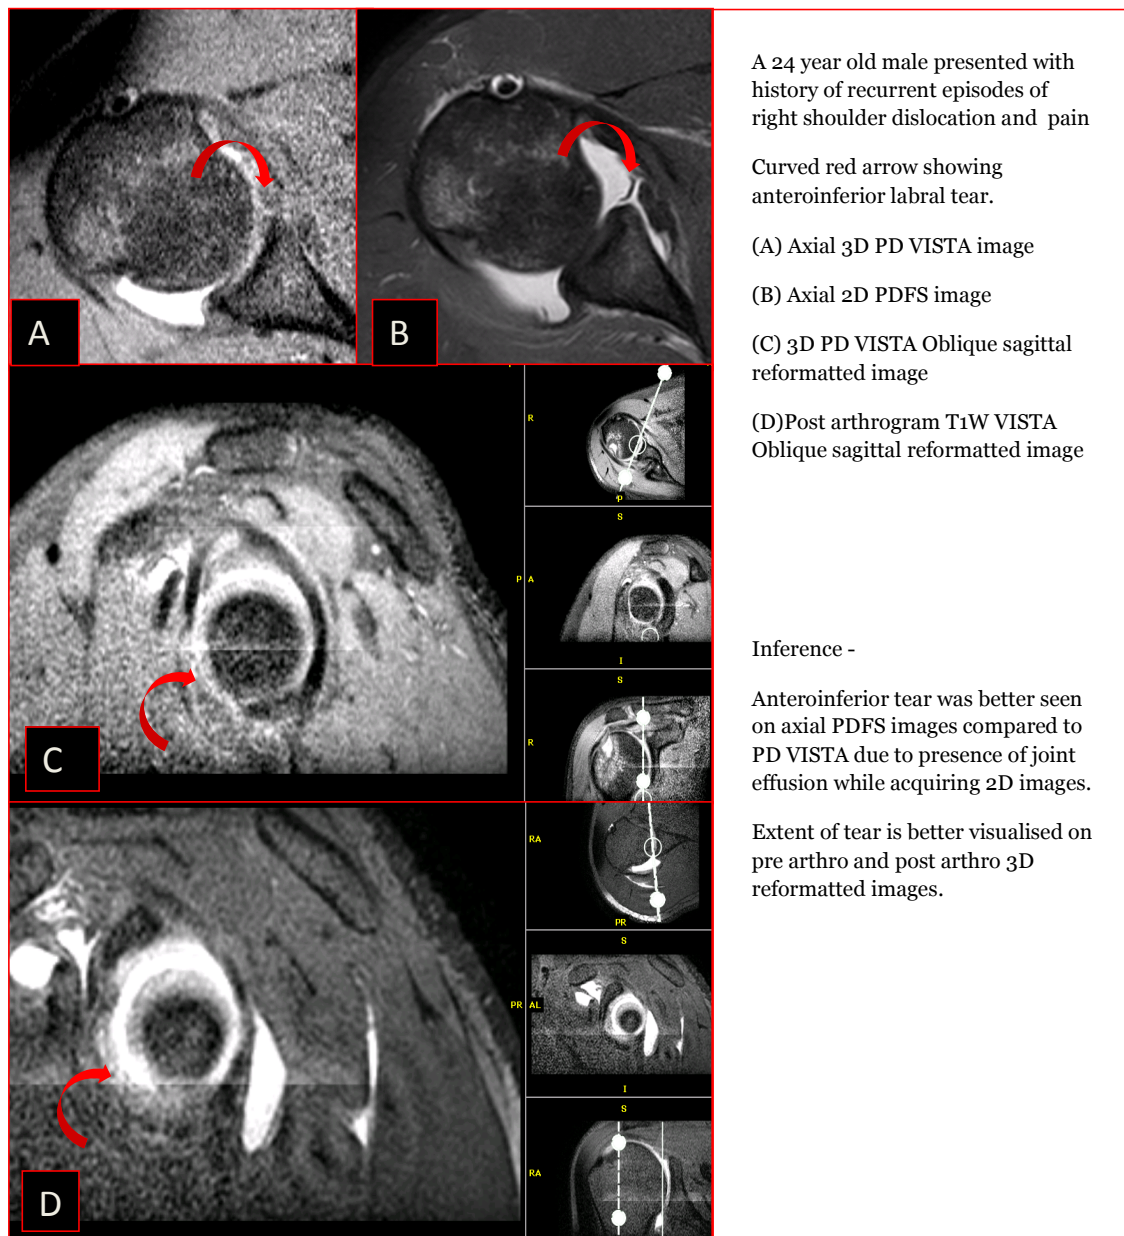 A 24 year old male presented with
history of recurrent episodes of
right shoulder dislocation and pain
Curved red arrow showing
anteroinferior labral tear.
(A) Axial 3D PD VISTA image
(B) Axial 2D PDFS image
(C) 3D PD VISTA Oblique sagittal
reformatted image
(D)Post arthrogram T1W VISTA
Oblique sagittal reformatted image
Inference -
Anteroinferior tear was better seen
on axial PDFS images compared to
PD VISTA due to presence of joint
effusion while acquiring 2D images.
Extent of tear is better visualised on
pre arthro and post arthro 3D
reformatted images.
A
B
R
P
S
P A
I
S
R
C
RA
PR
S
PR AL
I
S
RA
D